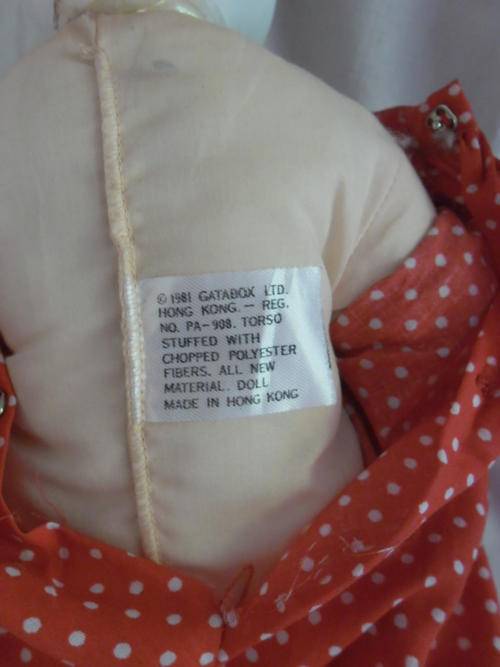 © 1981 GATABOX LTD.
HONG KONG. — REG.
NO. PA-908. TORSO
STUFFED WITH
CHOPPED POLYESTER
FIBERS. ALL NEW
MATERIAL. DOLL
MADE IN HONG KONG